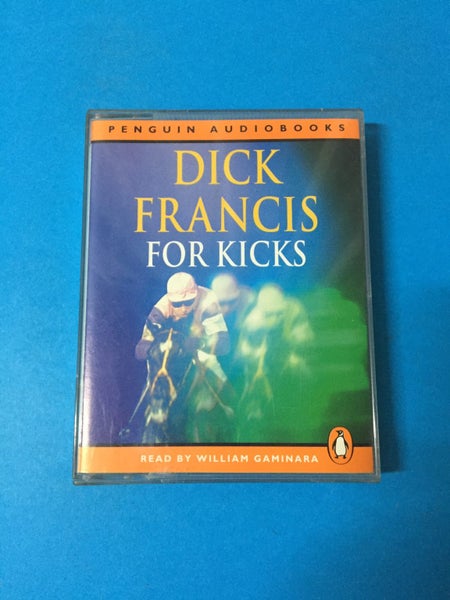 PENGUIN AUDIOBOOKS
DICK
FRANCIS
FOR KICKS
READ BY WILLIAM GAMINARA